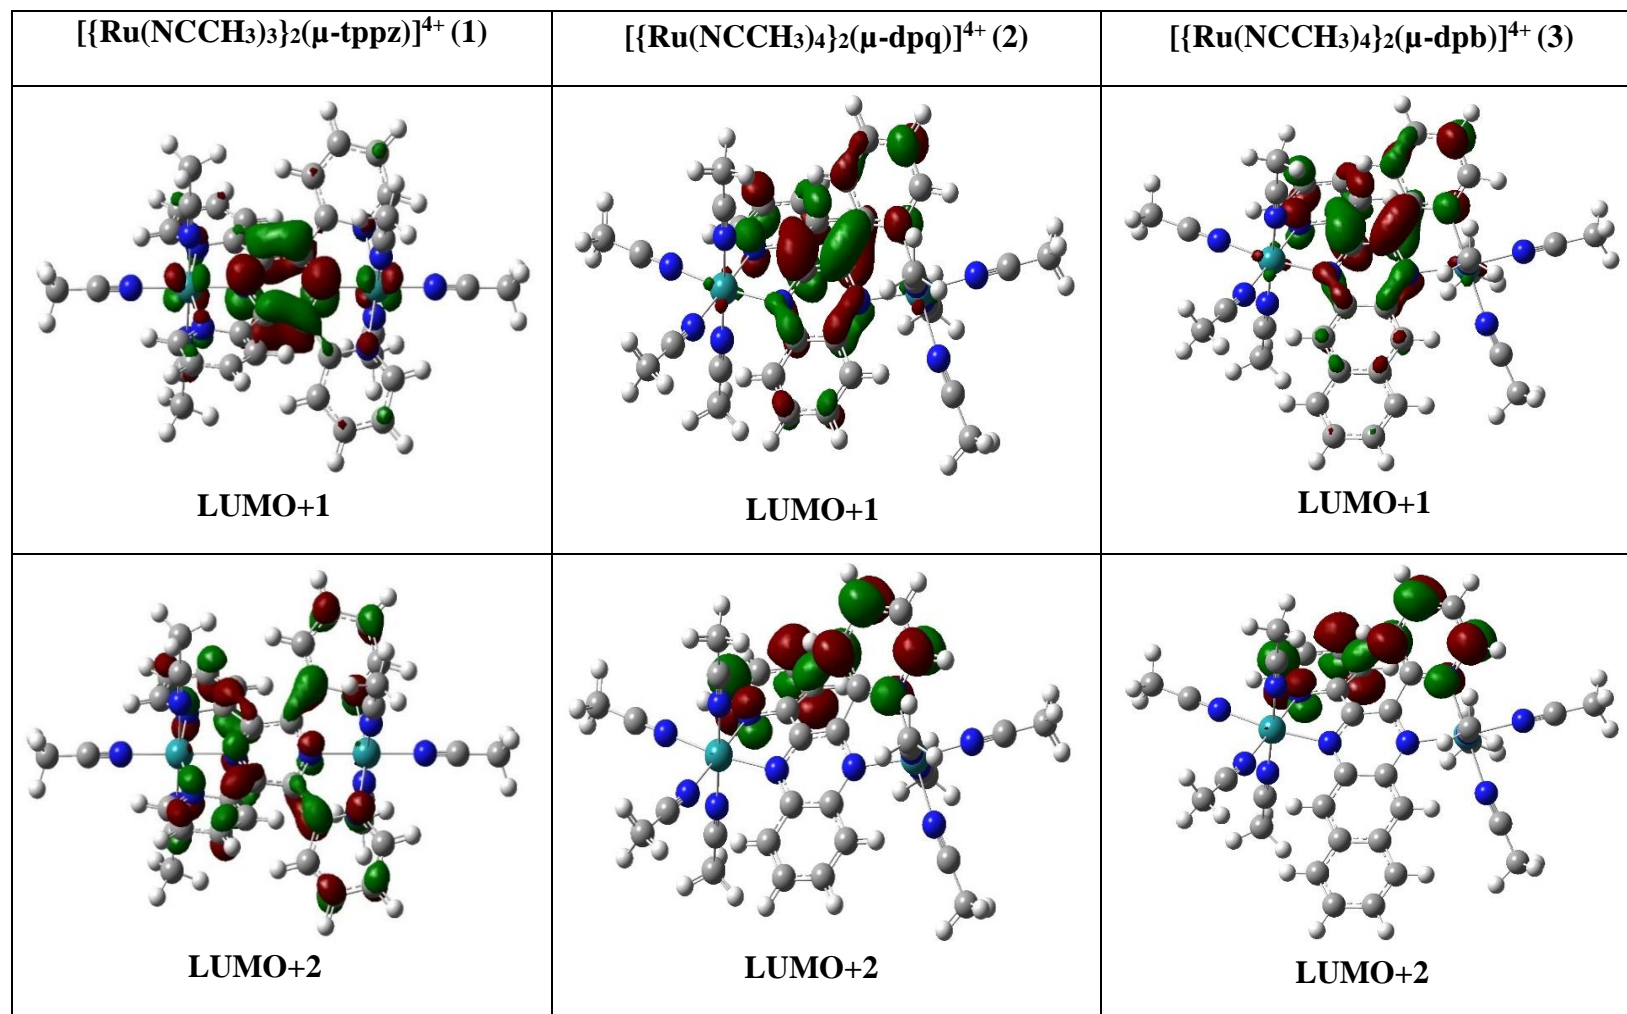 [{Ru(NCCH₃)₃}₂(µ-tppz)]⁴⁺ (1)
[{Ru(NCCH₃)₄}₂(µ-dpq)]⁴⁺ (2)
[{Ru(NCCH₃)₄}₂(µ-dpb)]⁴⁺ (3)
LUMO+1
LUMO+1
LUMO+1
LUMO+2
LUMO+2
LUMO+2